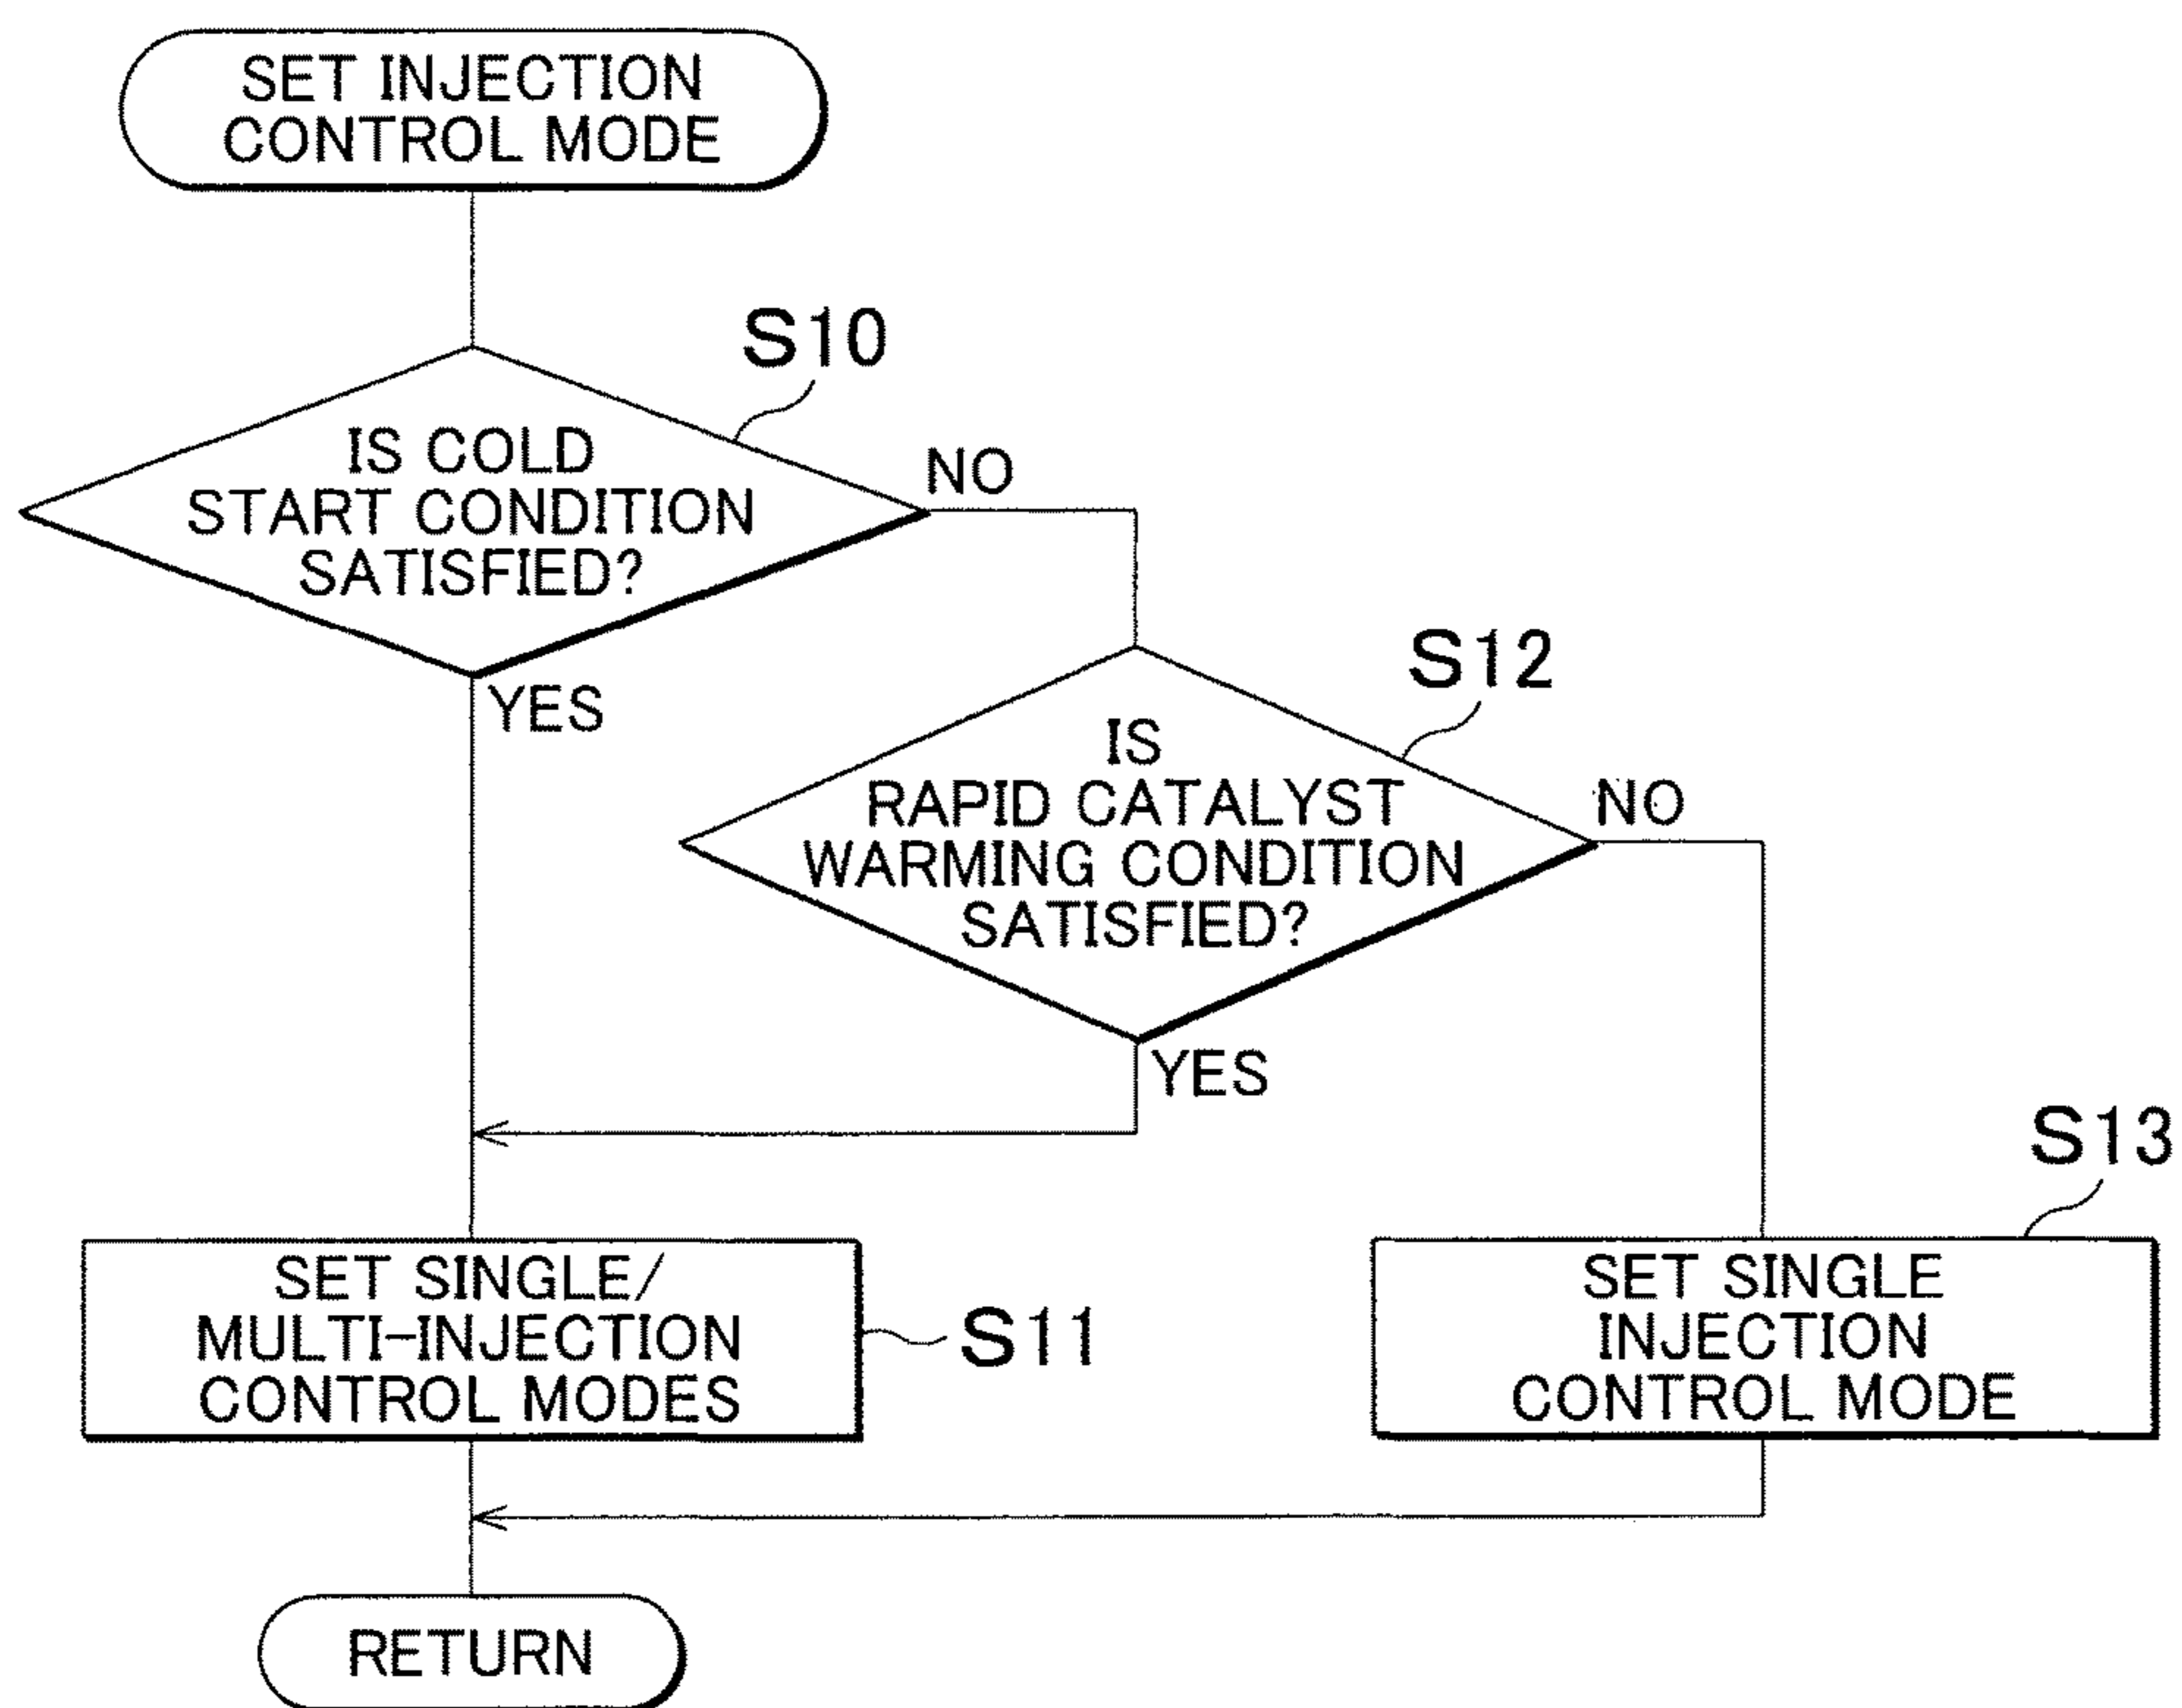 SET INJECTION
CONTROL MODE
S10
IS COLD
START CONDITION
SATISFIED?
NO
YES
S12
IS
RAPID CATALYST
WARMING CONDITION
SATISFIED?
NO
YES
S13
SET SINGLE/
MULTI-INJECTION
CONTROL MODES
S11
SET SINGLE
INJECTION
CONTROL MODE
RETURN